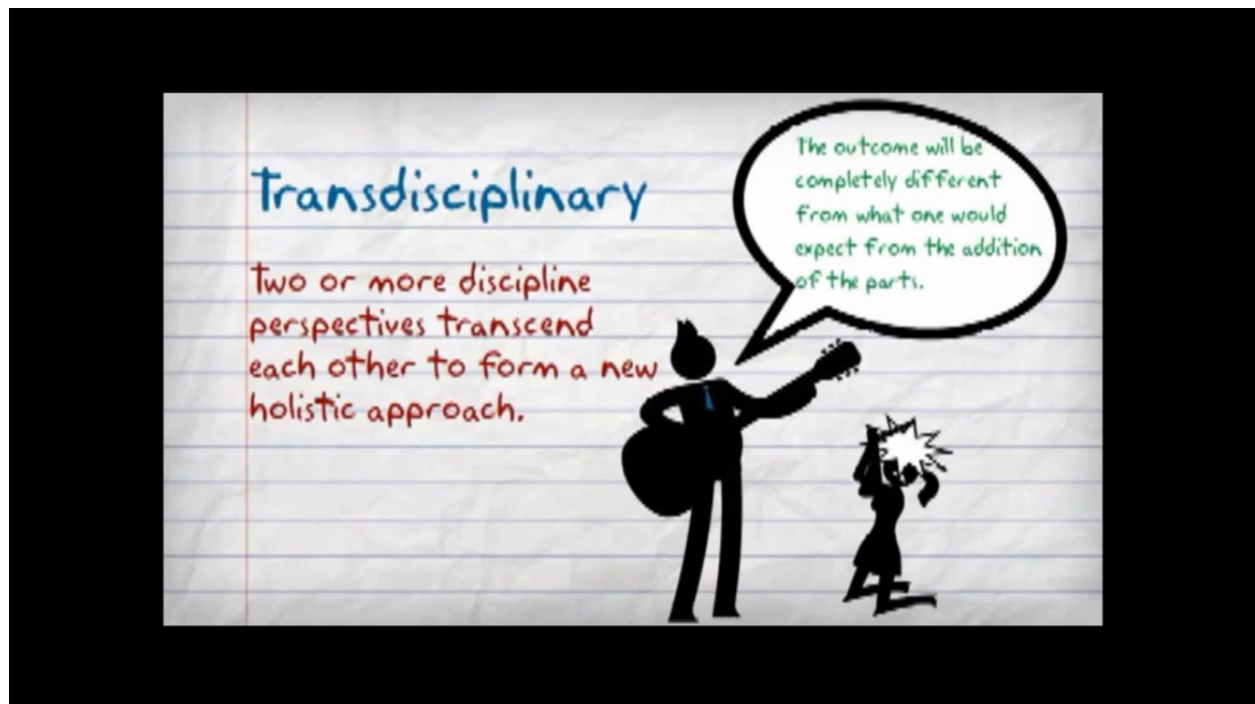 Transdisciplinary
Two or more discipline
perspectives transcend
each other to form a new
holistic approach.
The outcome will be
completely different
from what one would
expect from the addition
of the parts.